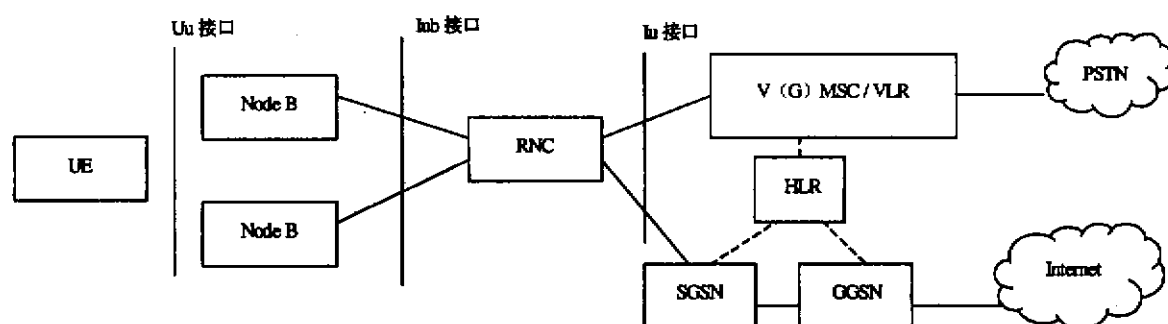 Uu 接口
Iub 接口
Iu 接口
Node B
V（G）MSC / VLR
PSTN
RNC
UE
HLR
Node B
SGSN
GGSN
Internet